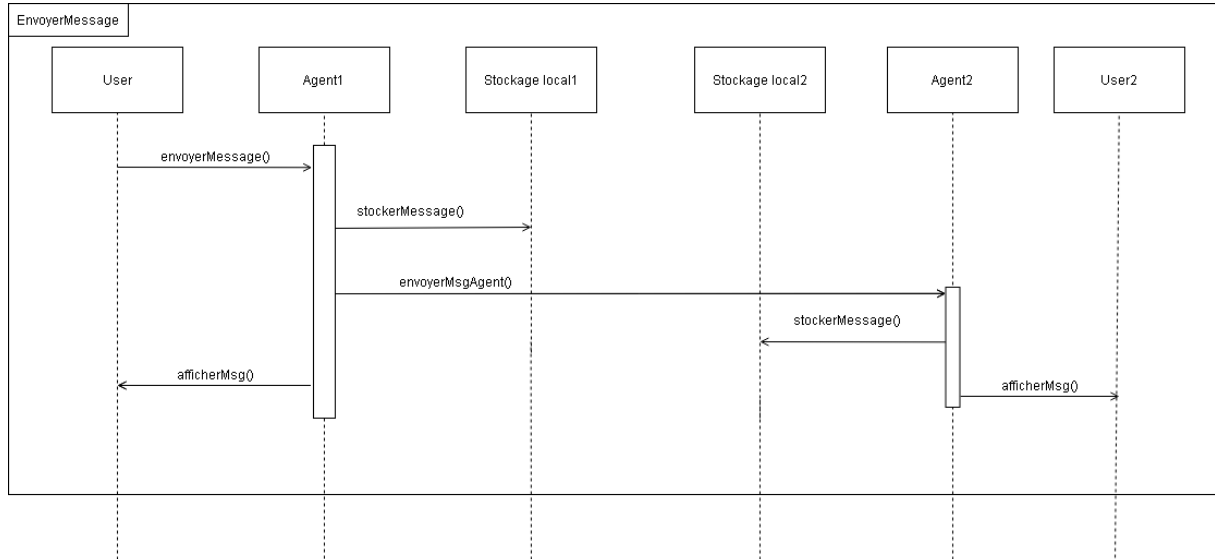 EnvoyerMessage
User
Agent1
Stockage local1
Stockage local2
Agent2
User2
envoyerMessage()
stockerMessage()
envoyerMsgAgent()
stockerMessage()
afficherMsg()
afficherMsg()